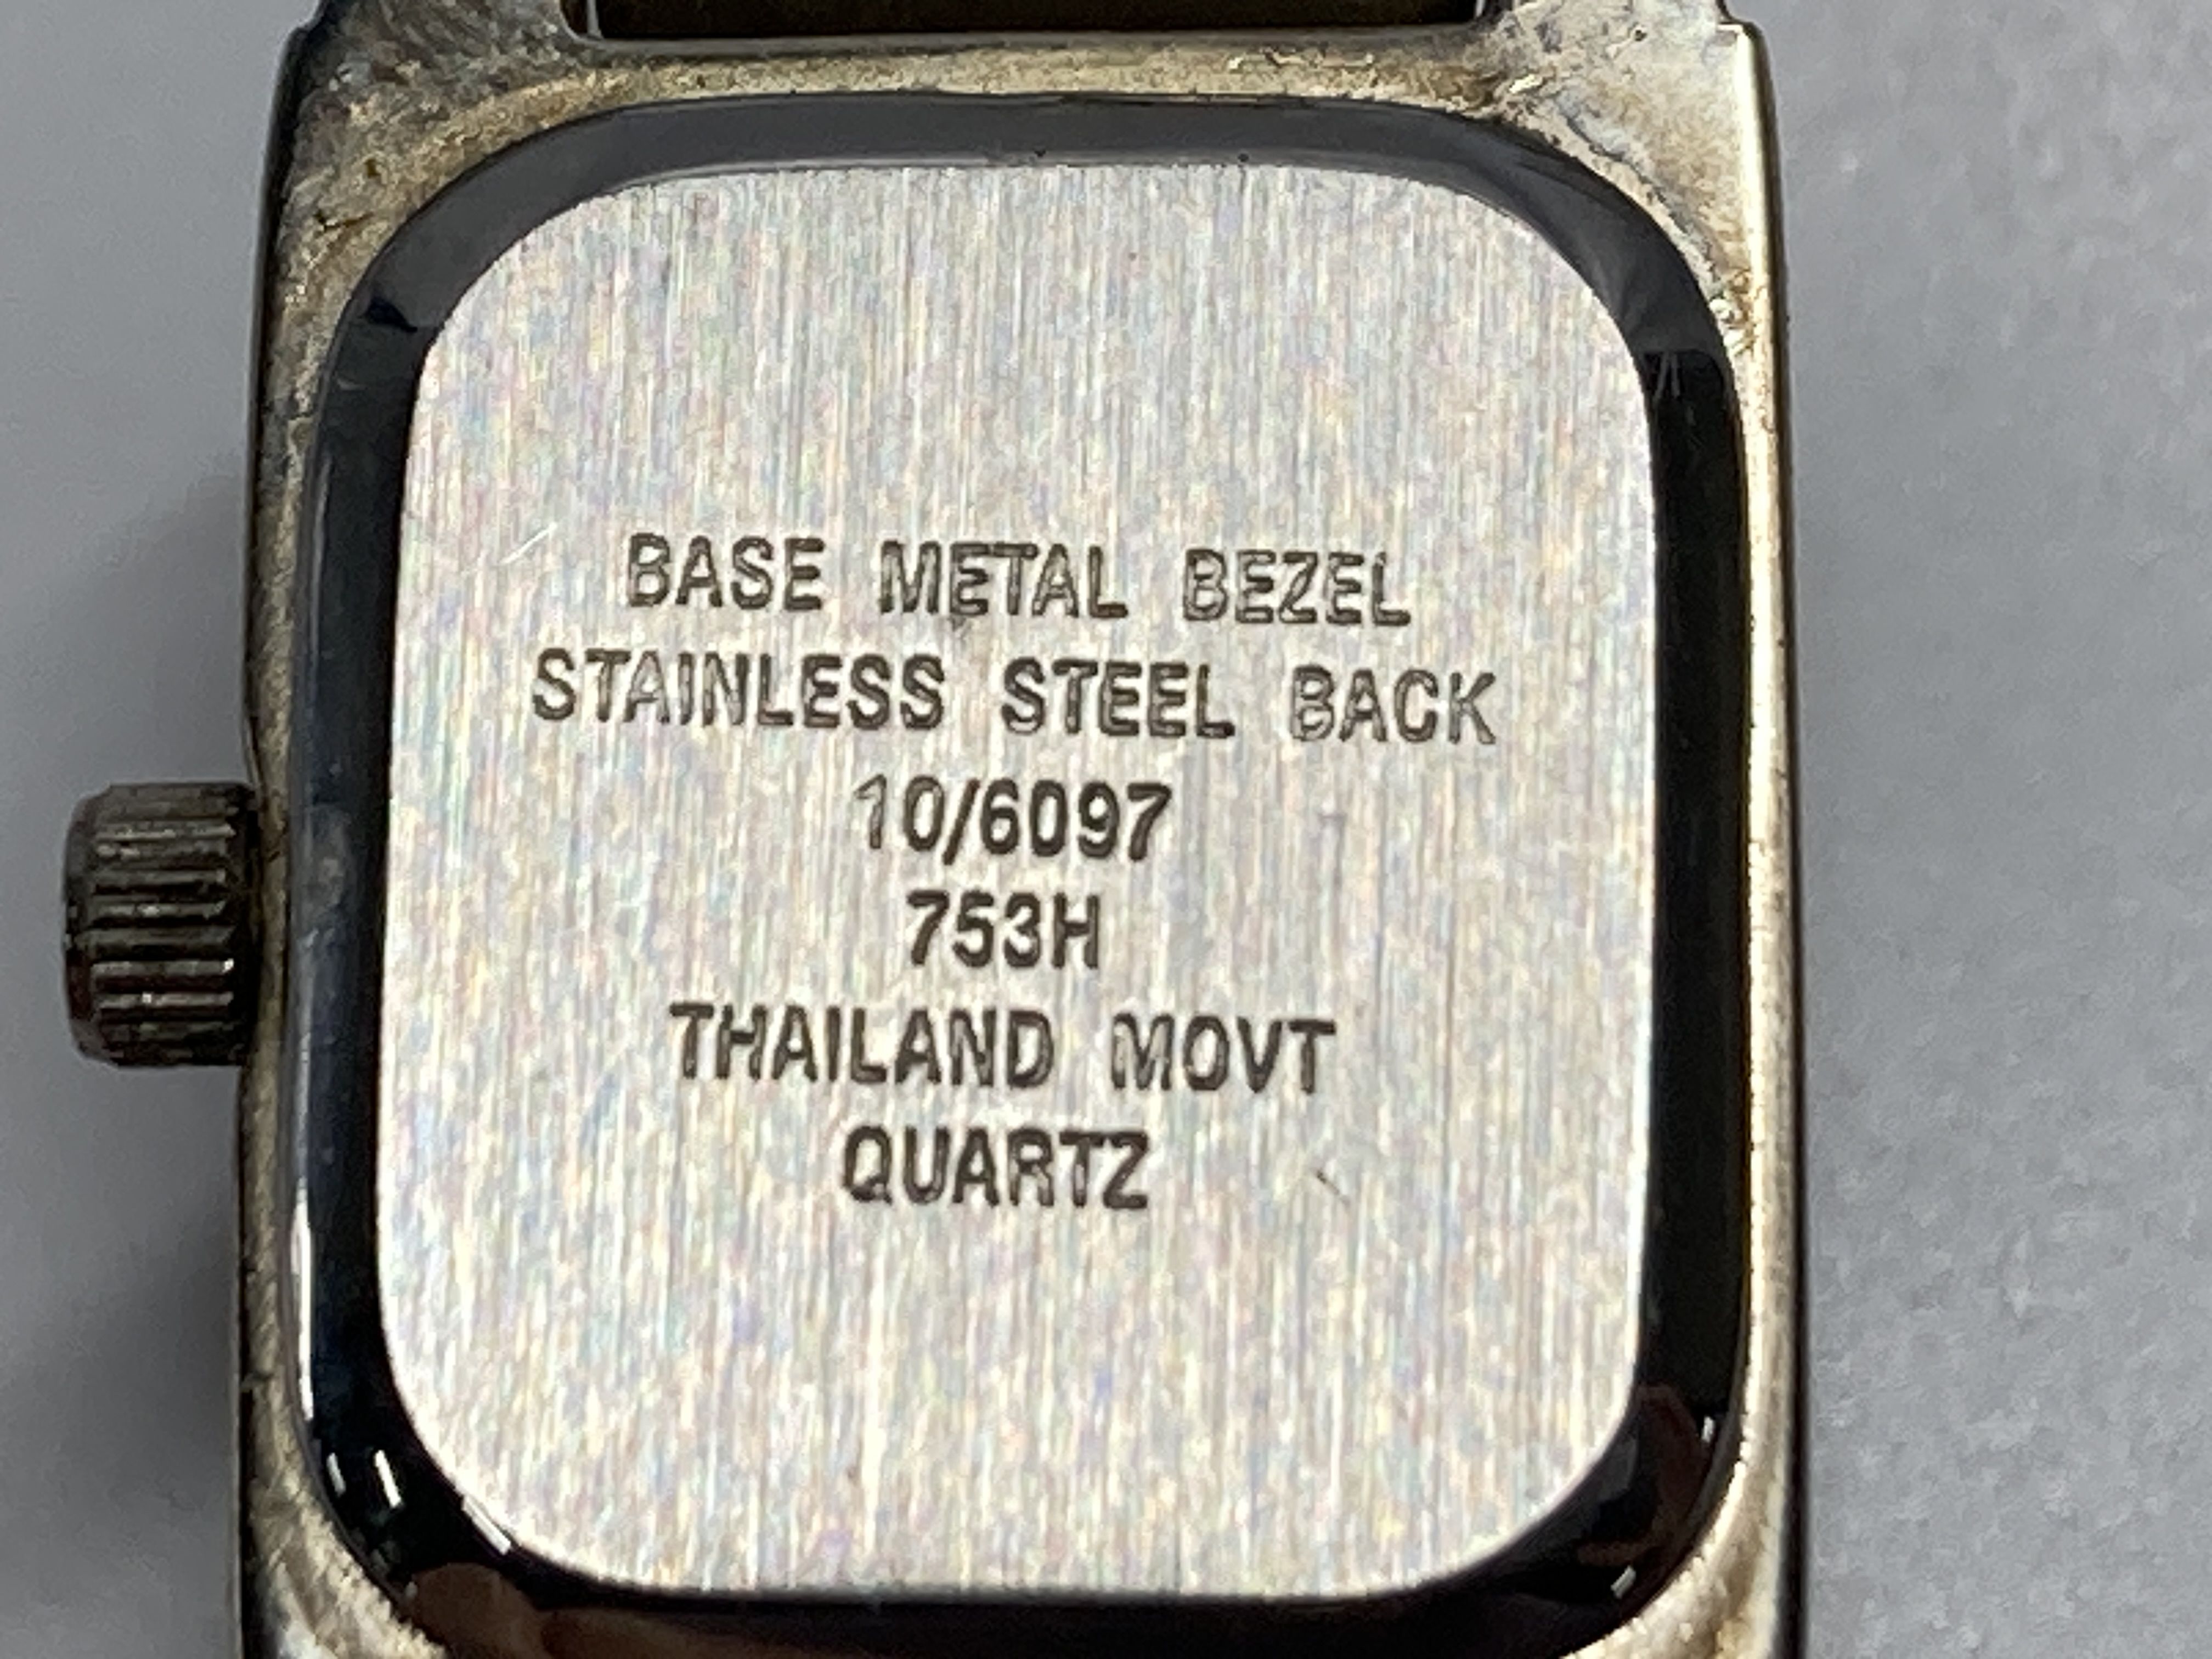 BASE METAL BEZEL
STAINLESS STEEL BACK
10/6097
753H
THAILAND MOVT
QUARTZ